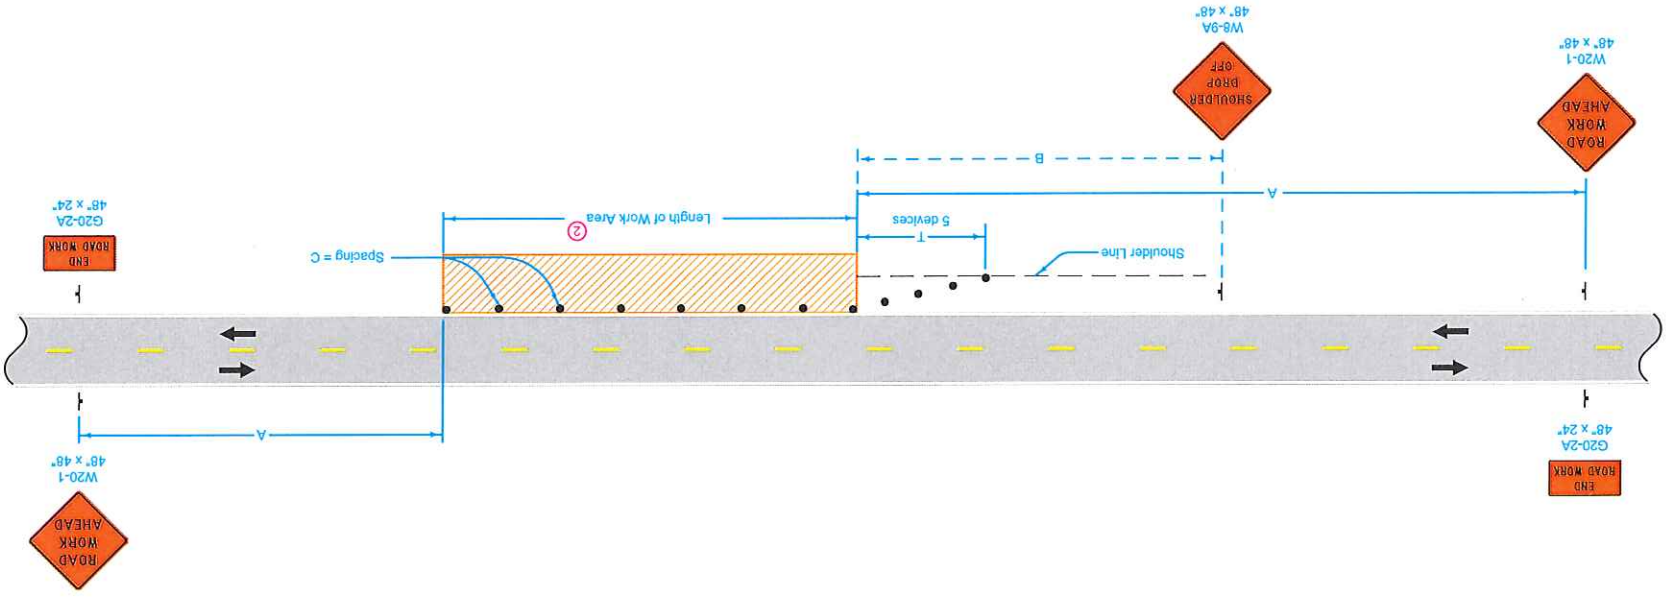 ROAD
WORK
AHEAD
W20-1
48" x 48"
END
ROAD WORK
G20-2A
48" x 24"
A
END
ROAD WORK
G20-2A
48" x 24"
Spacing = C
Shoulder Line
T
5 devices
②
Length of Work Area
A
B
SHOULDER
DROP
OFF
W8-9A
48" x 48"
ROAD
WORK
AHEAD
W20-1
48" x 48"